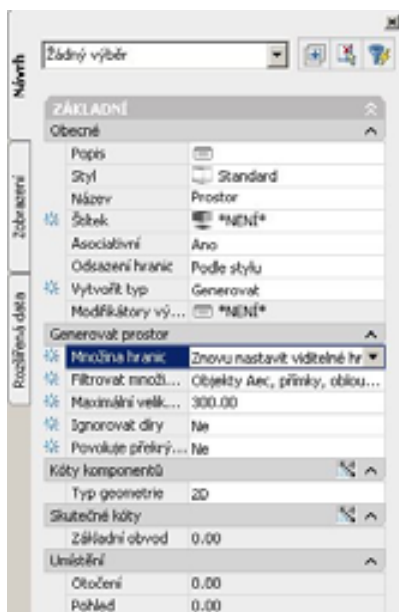 Žádný výběr
Návrh
Zobrazení
Rozšířená data
ZÁKLADNÍ
Obecné
Popis
Styl Standard
Název Prostor
Štítek *NENÍ*
Asociativní Ano
Odsazení hranic Podle stylu
Vytvořit typ Generovat
Modifikátory vý... *NENÍ*
Generovat prostor
Množina hranic Znovu nastavit viditelné hr
Filtrovat množi... Objekty Aec, přímky, oblou...
Maximální velik... 300.00
Ignorovat díry Ne
Povoluje překrý... Ne
Kóty komponentů
Typ geometrie 2D
Skutečné kóty
Základní obvod 0.00
Umístění
Otočení 0.00
Pohled 0.00